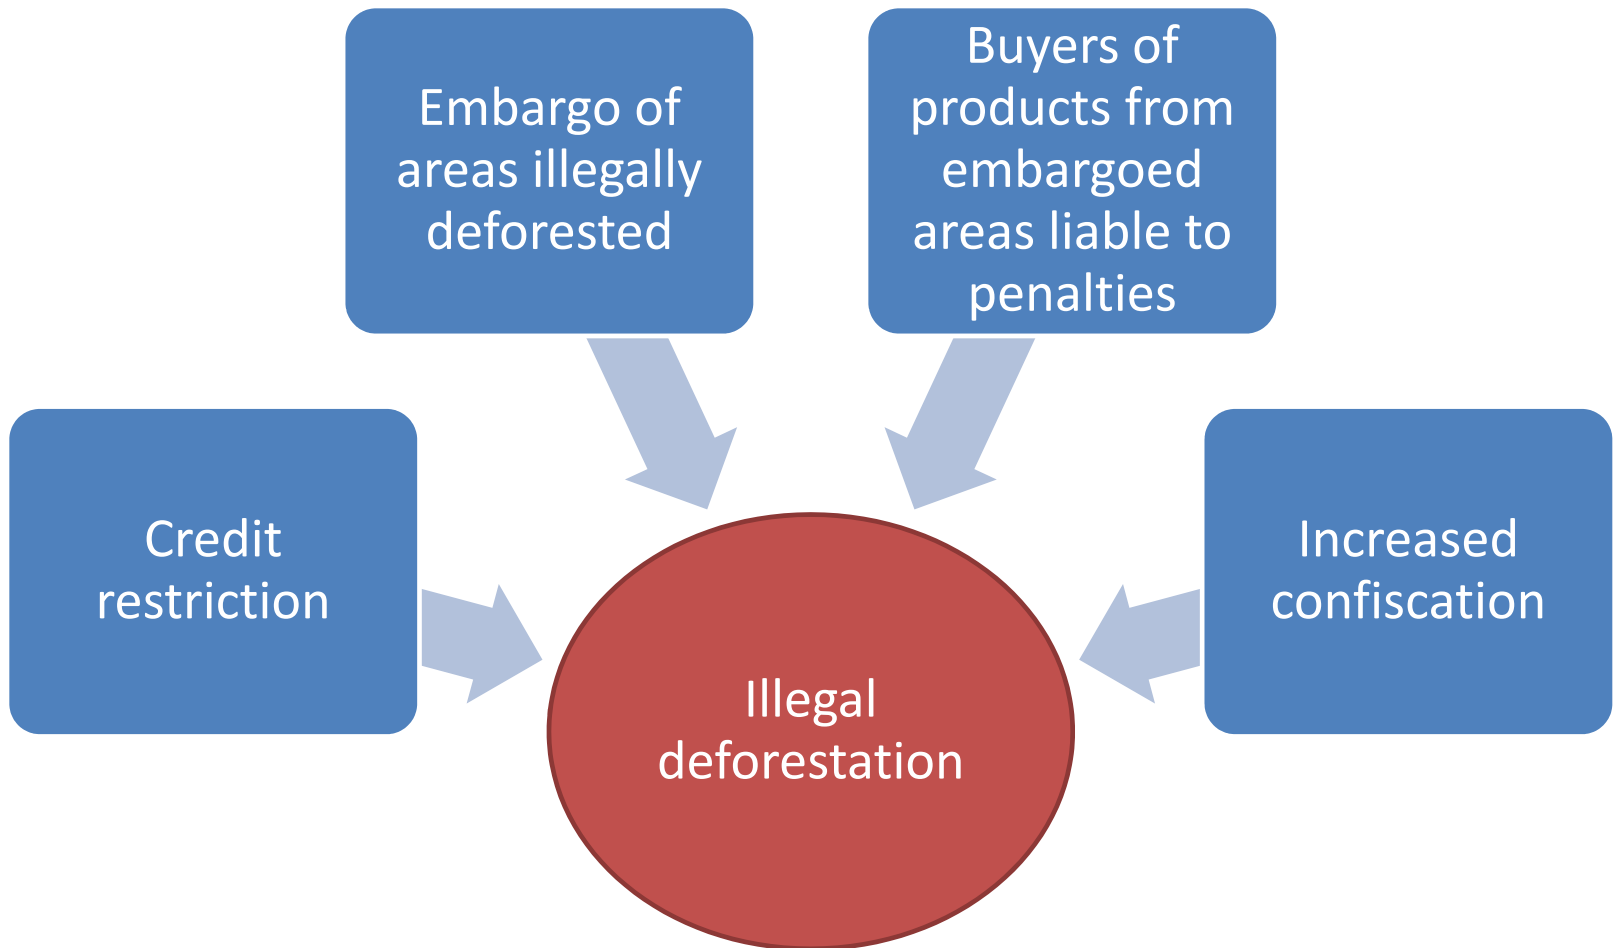 Embargo of
areas illegally
deforested
Buyers of
products from
embargoed
areas liable to
penalties
Credit
restriction
Increased
confiscation
Illegal
deforestation